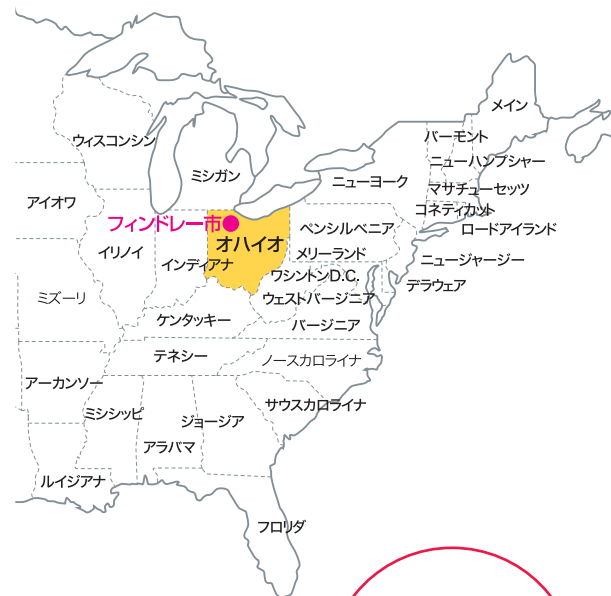 メイン
バーモント
ウィスコンシン
ニューハンプシャー
ミシガン
ニューヨーク
マサチューセッツ
アイオワ
コネティカット
フィンドレー市
ペンシルベニア
ロードアイランド
オハイオ
イリノイ
メリーランド
インディアナ
ニュージャージー
ワシントンD.C.
デラウェア
ミズーリ
ウェストバージニア
ケンタッキー
バージニア
テネシー
ノースカロライナ
アーカンソー
サウスカロライナ
ミシシッピ
ジョージア
アラバマ
ルイジアナ
フロリダ